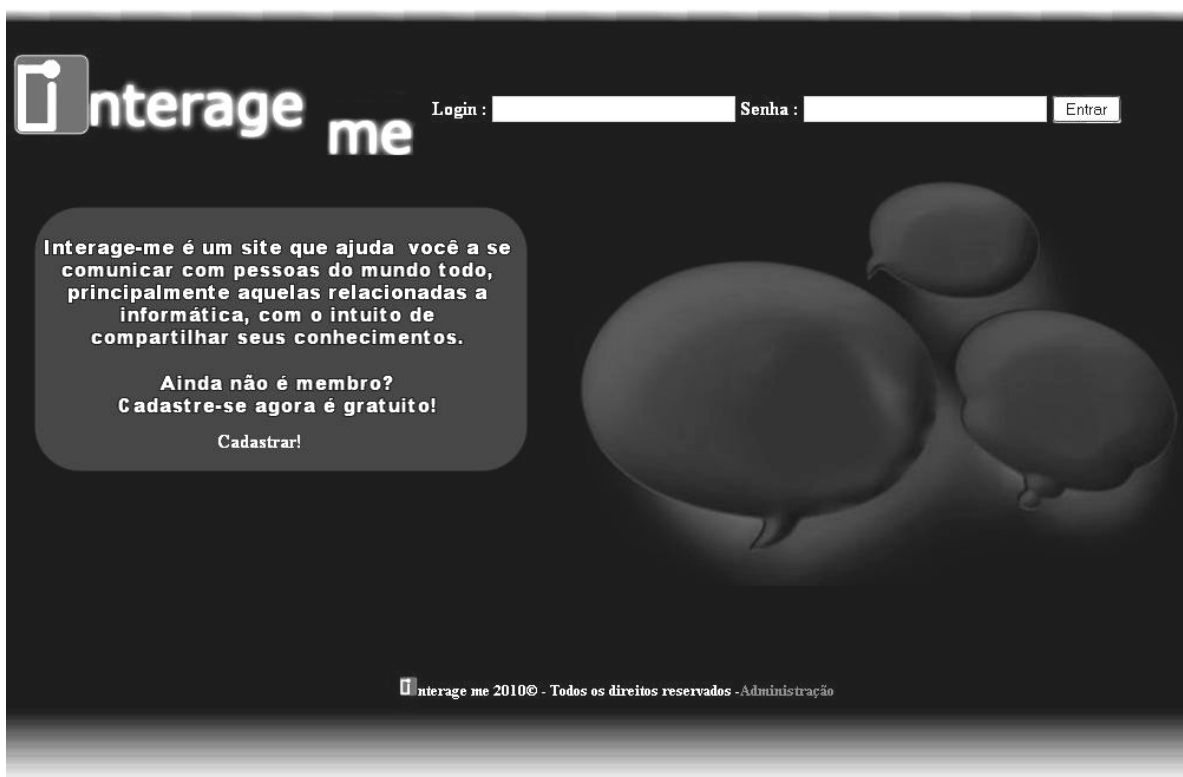 interage me
Login : Senha : Entrar
Interage-me é um site que ajuda você a se
comunicar com pessoas do mundo todo,
principalmente aquelas relacionadas a
informática, com o intuito de
compartilhar seus conhecimentos.
Ainda não é membro?
Cadastre-se agora é gratuito!
Cadastrar!
interage me 2010© - Todos os direitos reservados -Administração